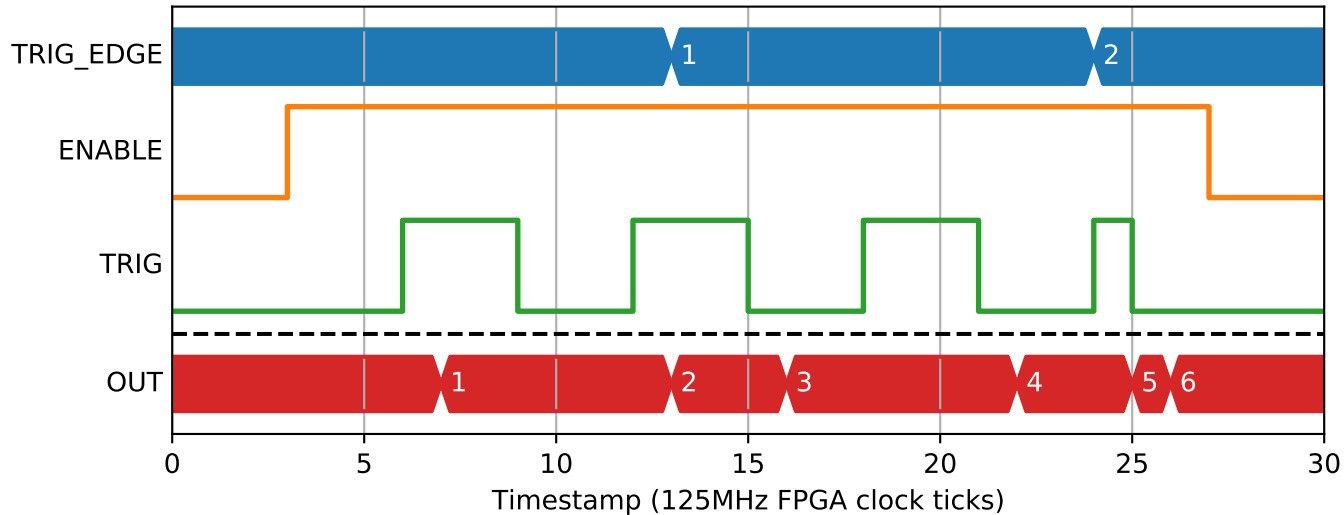 TRIG_EDGE 1 2
ENABLE
TRIG
OUT 1 2 3 4 5 6
0 5 10 15 20 25 30
Timestamp (125MHz FPGA clock ticks)